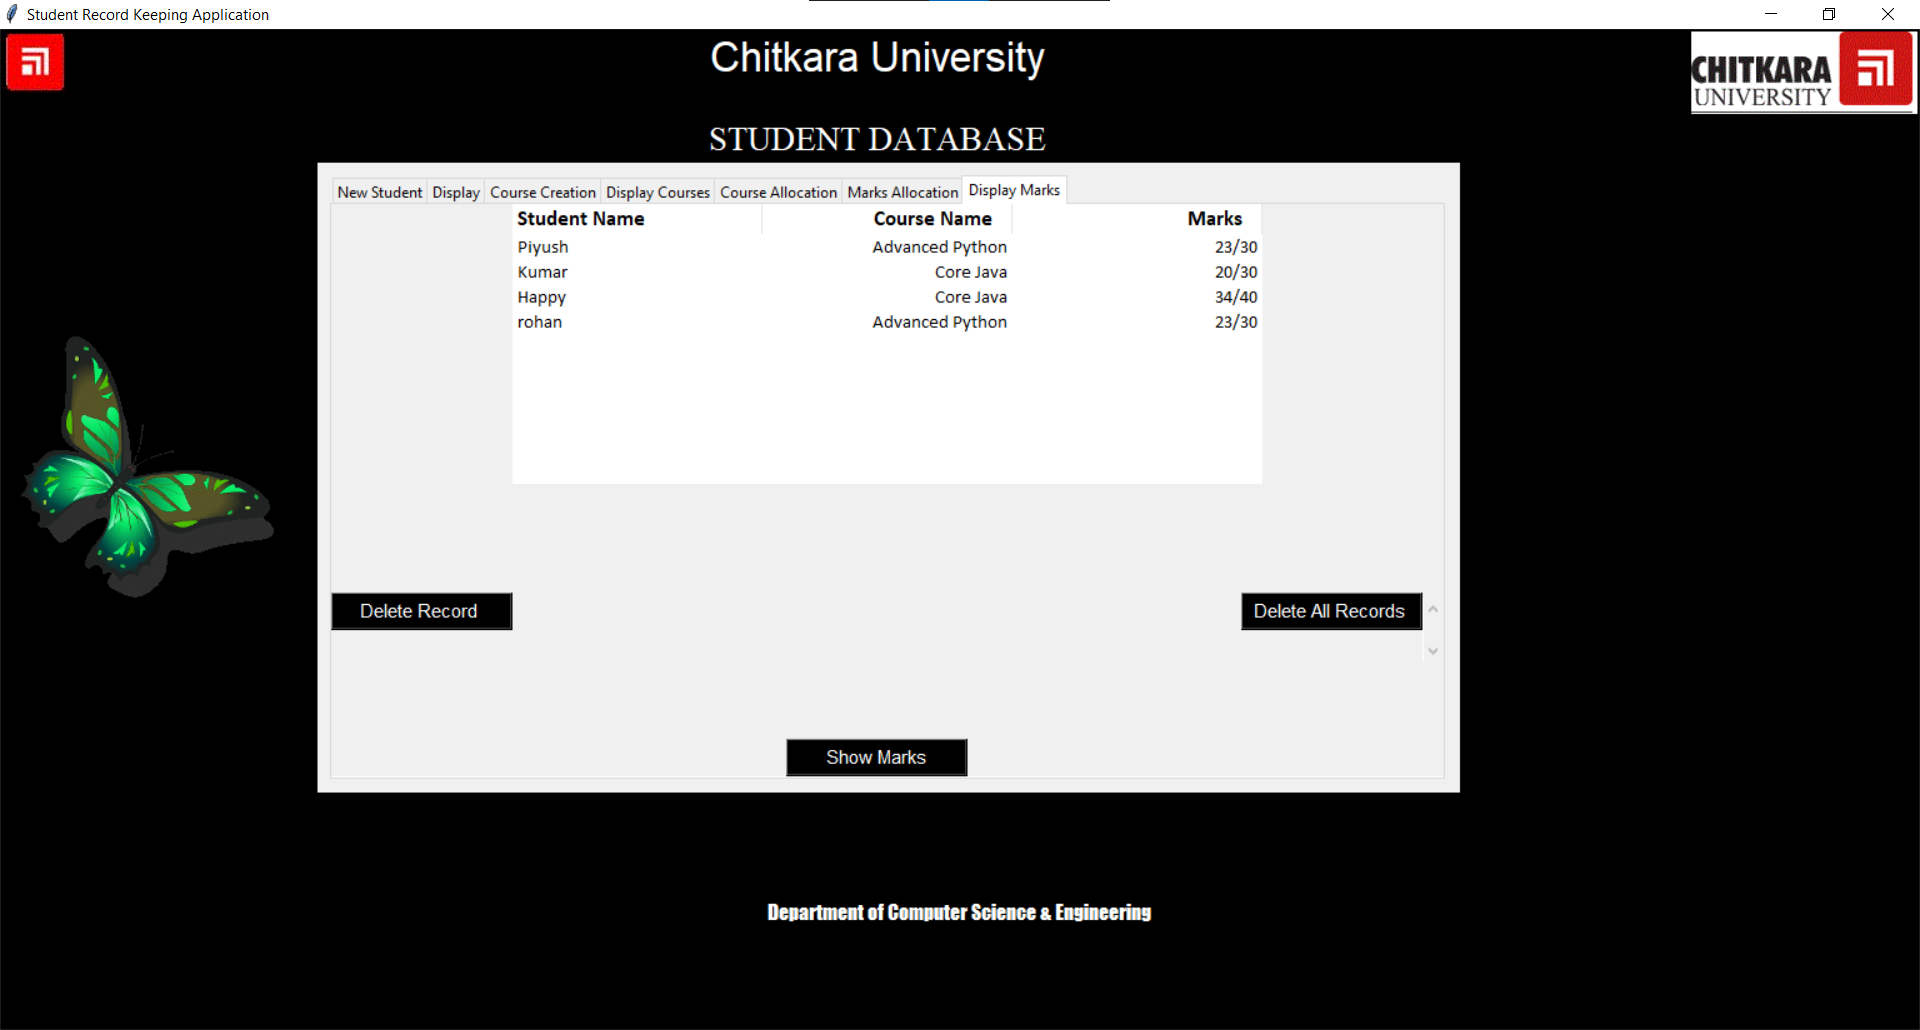 Student Record Keeping Application
Chitkara University
CHITKARA
UNIVERSITY
STUDENT DATABASE
New Student Display Course Creation Display Courses Course Allocation Marks Allocation Display Marks
Student Name Course Name Marks
Piyush Advanced Python 23/30
Kumar Core Java 20/30
Happy Core Java 34/40
rohan Advanced Python 23/30
Delete Record Delete All Records
Show Marks
Department of Computer Science & Engineering